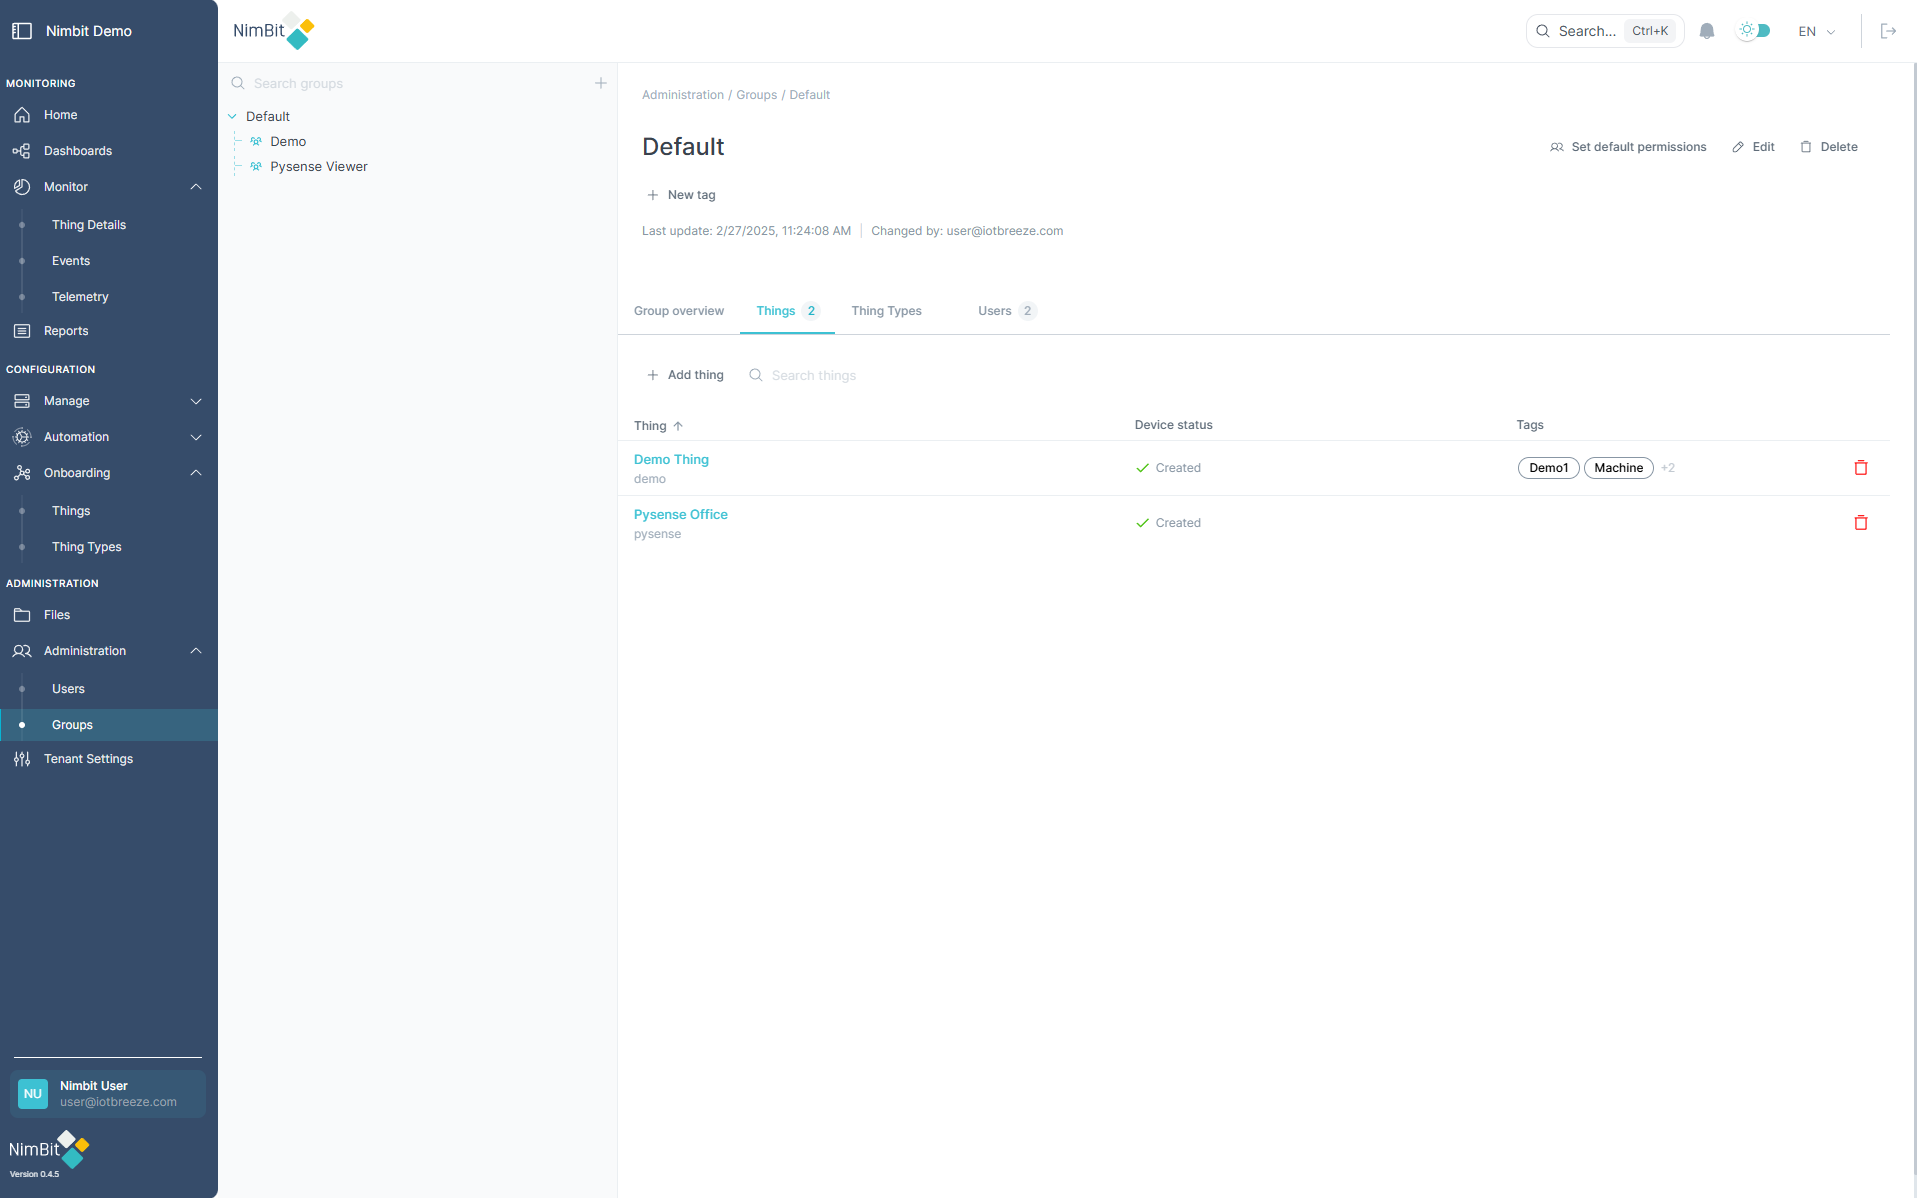 Nimbit Demo
MONITORING
Home
Dashboards
Monitor
Thing Details
Events
Telemetry
Reports
CONFIGURATION
Manage
Automation
Onboarding
Things
Thing Types
ADMINISTRATION
Files
Administration
Users
Groups
Tenant Settings
NU
Nimbit User
user@iotbreeze.com
NimBit
Version 0.4.5
NimBit
Search... Ctrl+K
EN
Search groups
Default
Demo
Pysense Viewer
Administration / Groups / Default
Default
Set default permissions Edit Delete
New tag
Last update: 2/27/2025, 11:24:08 AM Changed by: user@iotbreeze.com
Group overview Things 2 Thing Types Users 2
Add thing Search things
Thing Device status Tags
Demo Thing
demo
Created
Demo1 Machine +2
Pysense Office
pysense
Created